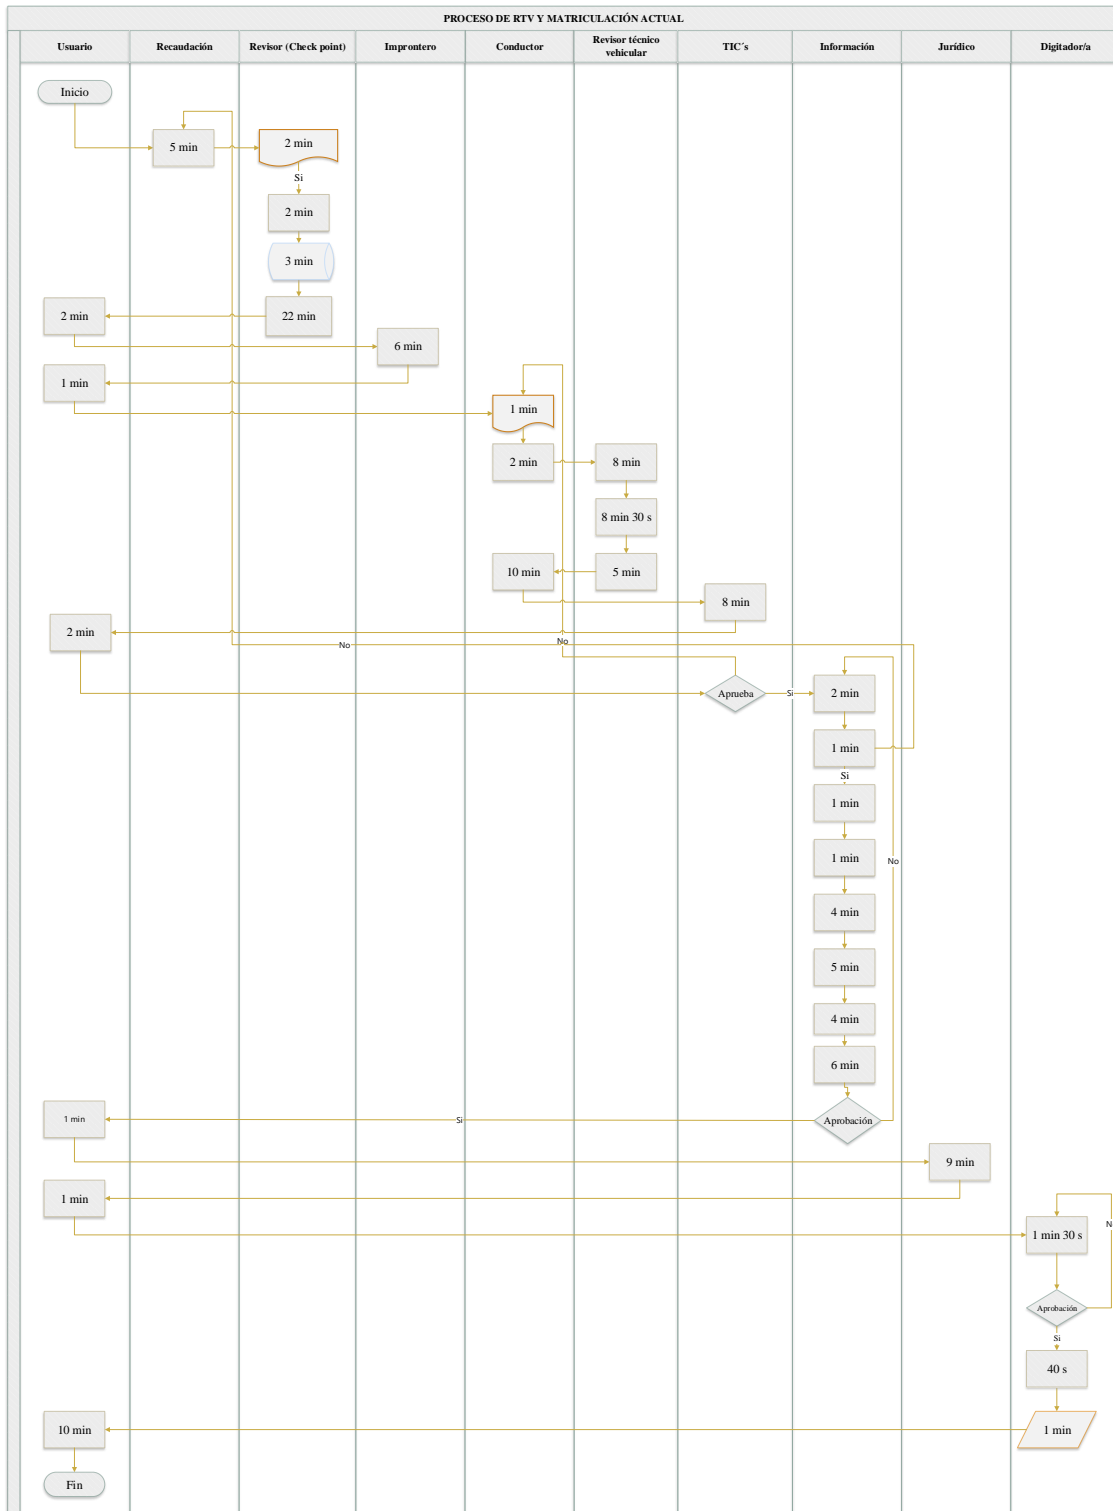 PROCESO DE RTV Y MATRICULACIÓN ACTUAL
Usuario
Recaudación
Revisor (Check point)
Improntero
Conductor
Revisor técnico
vehicular
TIC´s
Información
Jurídico
Digitador/a
Inicio
5 min
2 min
Si
2 min
3 min
2 min
22 min
6 min
1 min
1 min
2 min
8 min
8 min 30 s
10 min
5 min
8 min
2 min
No
No
Aprueba
Si
2 min
1 min
Si
1 min
1 min
No
4 min
5 min
4 min
6 min
1 min
Si
Aprobación
9 min
1 min
1 min 30 s
Aprobación
Si
40 s
10 min
1 min
Fin